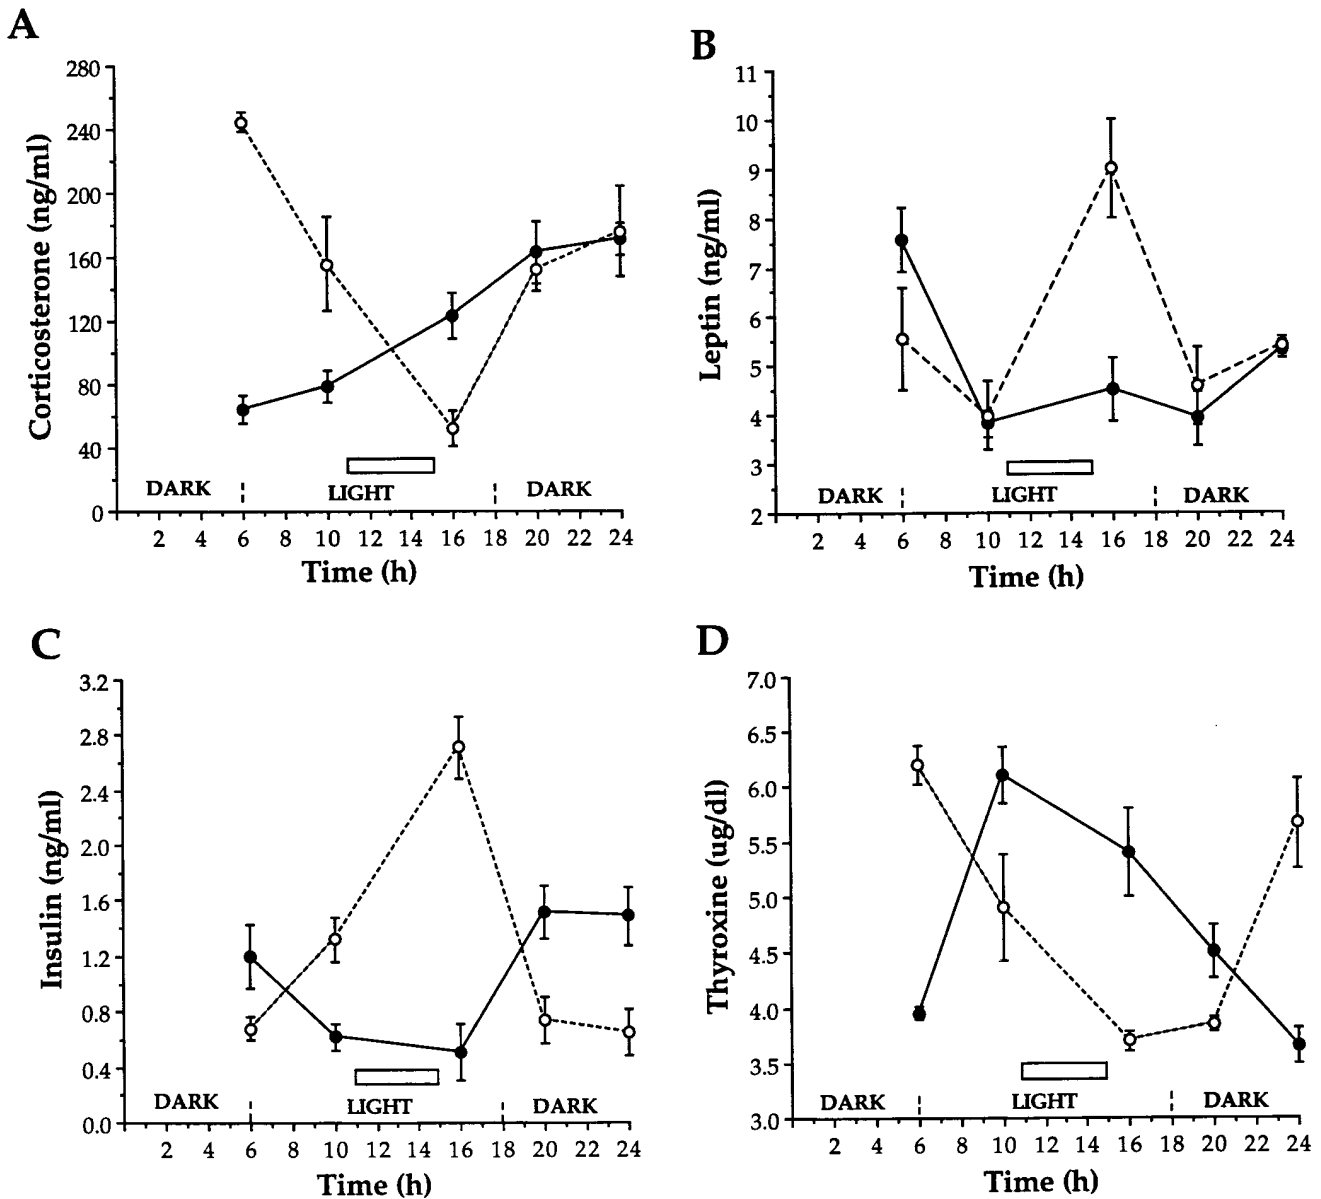 A
280
240
200
160
120
80
40
0
Corticosterone (ng/ml)
DARK LIGHT DARK
2 4 6 8 10 12 14 16 18 20 22 24
Time (h)
B
11
10
9
8
7
6
5
4
3
2
Leptin (ng/ml)
DARK LIGHT DARK
2 4 6 8 10 12 14 16 18 20 22 24
Time (h)
C
3.2
2.8
2.4
2.0
1.6
1.2
0.8
0.4
0.0
Insulin (ng/ml)
DARK LIGHT DARK
2 4 6 8 10 12 14 16 18 20 22 24
Time (h)
D
7.0
6.5
6.0
5.5
5.0
4.5
4.0
3.5
3.0
Thyroxine (ug/dl)
DARK LIGHT DARK
2 4 6 8 10 12 14 16 18 20 22 24
Time (h)